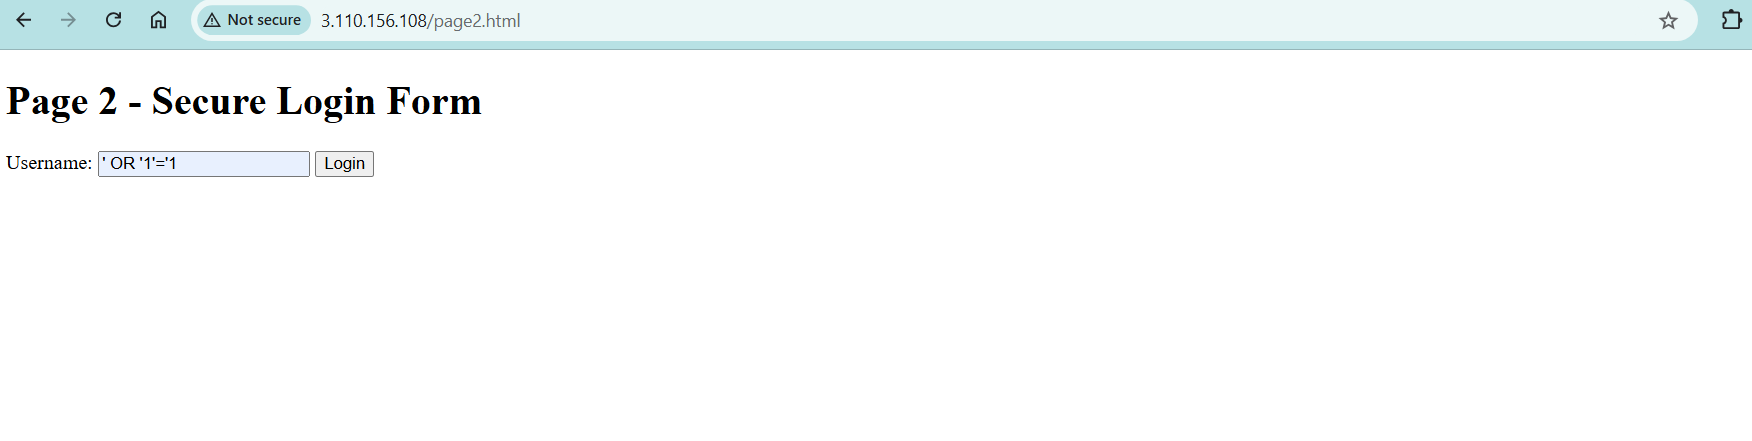 Not secure 3.110.156.108/page2.html
Page 2 - Secure Login Form
Username: ' OR '1'='1 Login